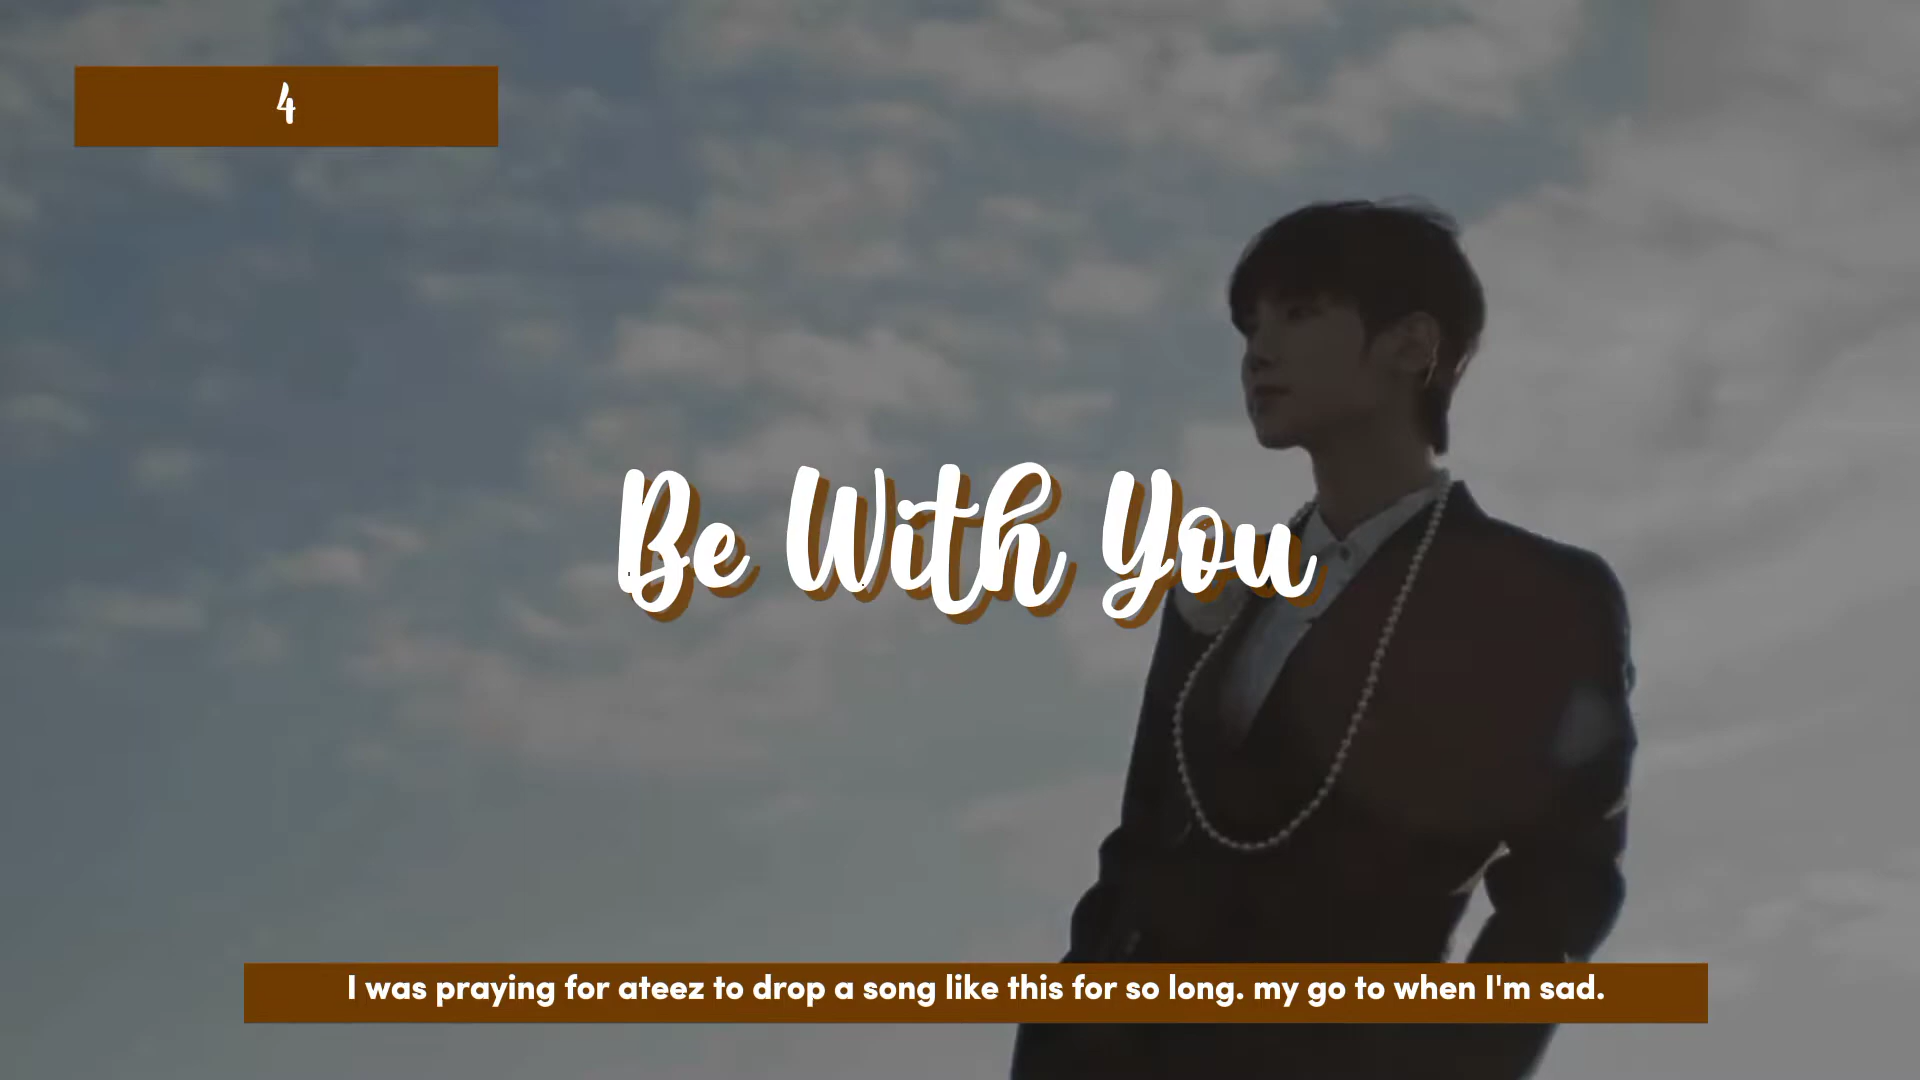 4
Be With You
I was praying for ateez to drop a song like this for so long. my go to when I'm sad.